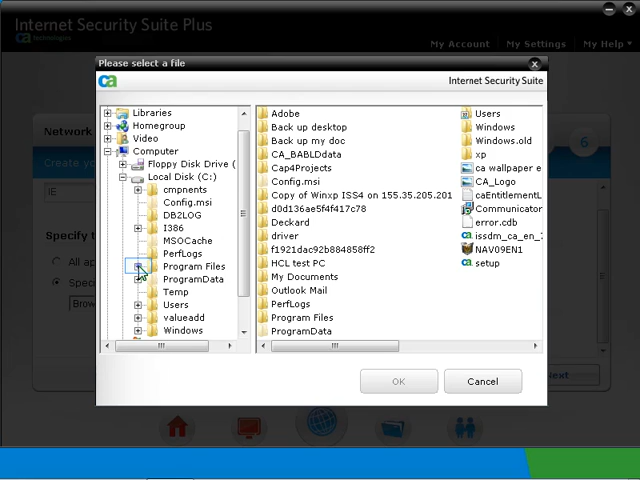 Internet Security Suite Plus
ca technologies
My Account
My Settings
My Help
Please select a file
ca
Internet Security Suite
Network
6
Create yo
IE
Specify t
All ap
Speci
Brow
Next
Libraries
Homegroup
Video
Computer
Floppy Disk Drive (
Local Disk (C:)
cmpnents
Config.msi
DB2LOG
I386
MSOCache
PerfLogs
Program Files
ProgramData
Temp
Users
valueadd
Windows
Adobe
Back up desktop
Back up my doc
CA_BABLDdata
Cap4Projects
Config.msi
Copy of Winxp ISS4 on 155.35.205.201
d0d136ae5f4f417c78
Deckard
driver
f1921dac92b884858ff2
HCL test PC
My Documents
Outlook Mail
PerfLogs
Program Files
ProgramData
Users
Windows
Windows.old
xp
ca wallpaper e
CA_Logo
caEntitlementL
Communicator
error.cdb
issdm_ca_en_
NAV09EN1
setup
OK
Cancel